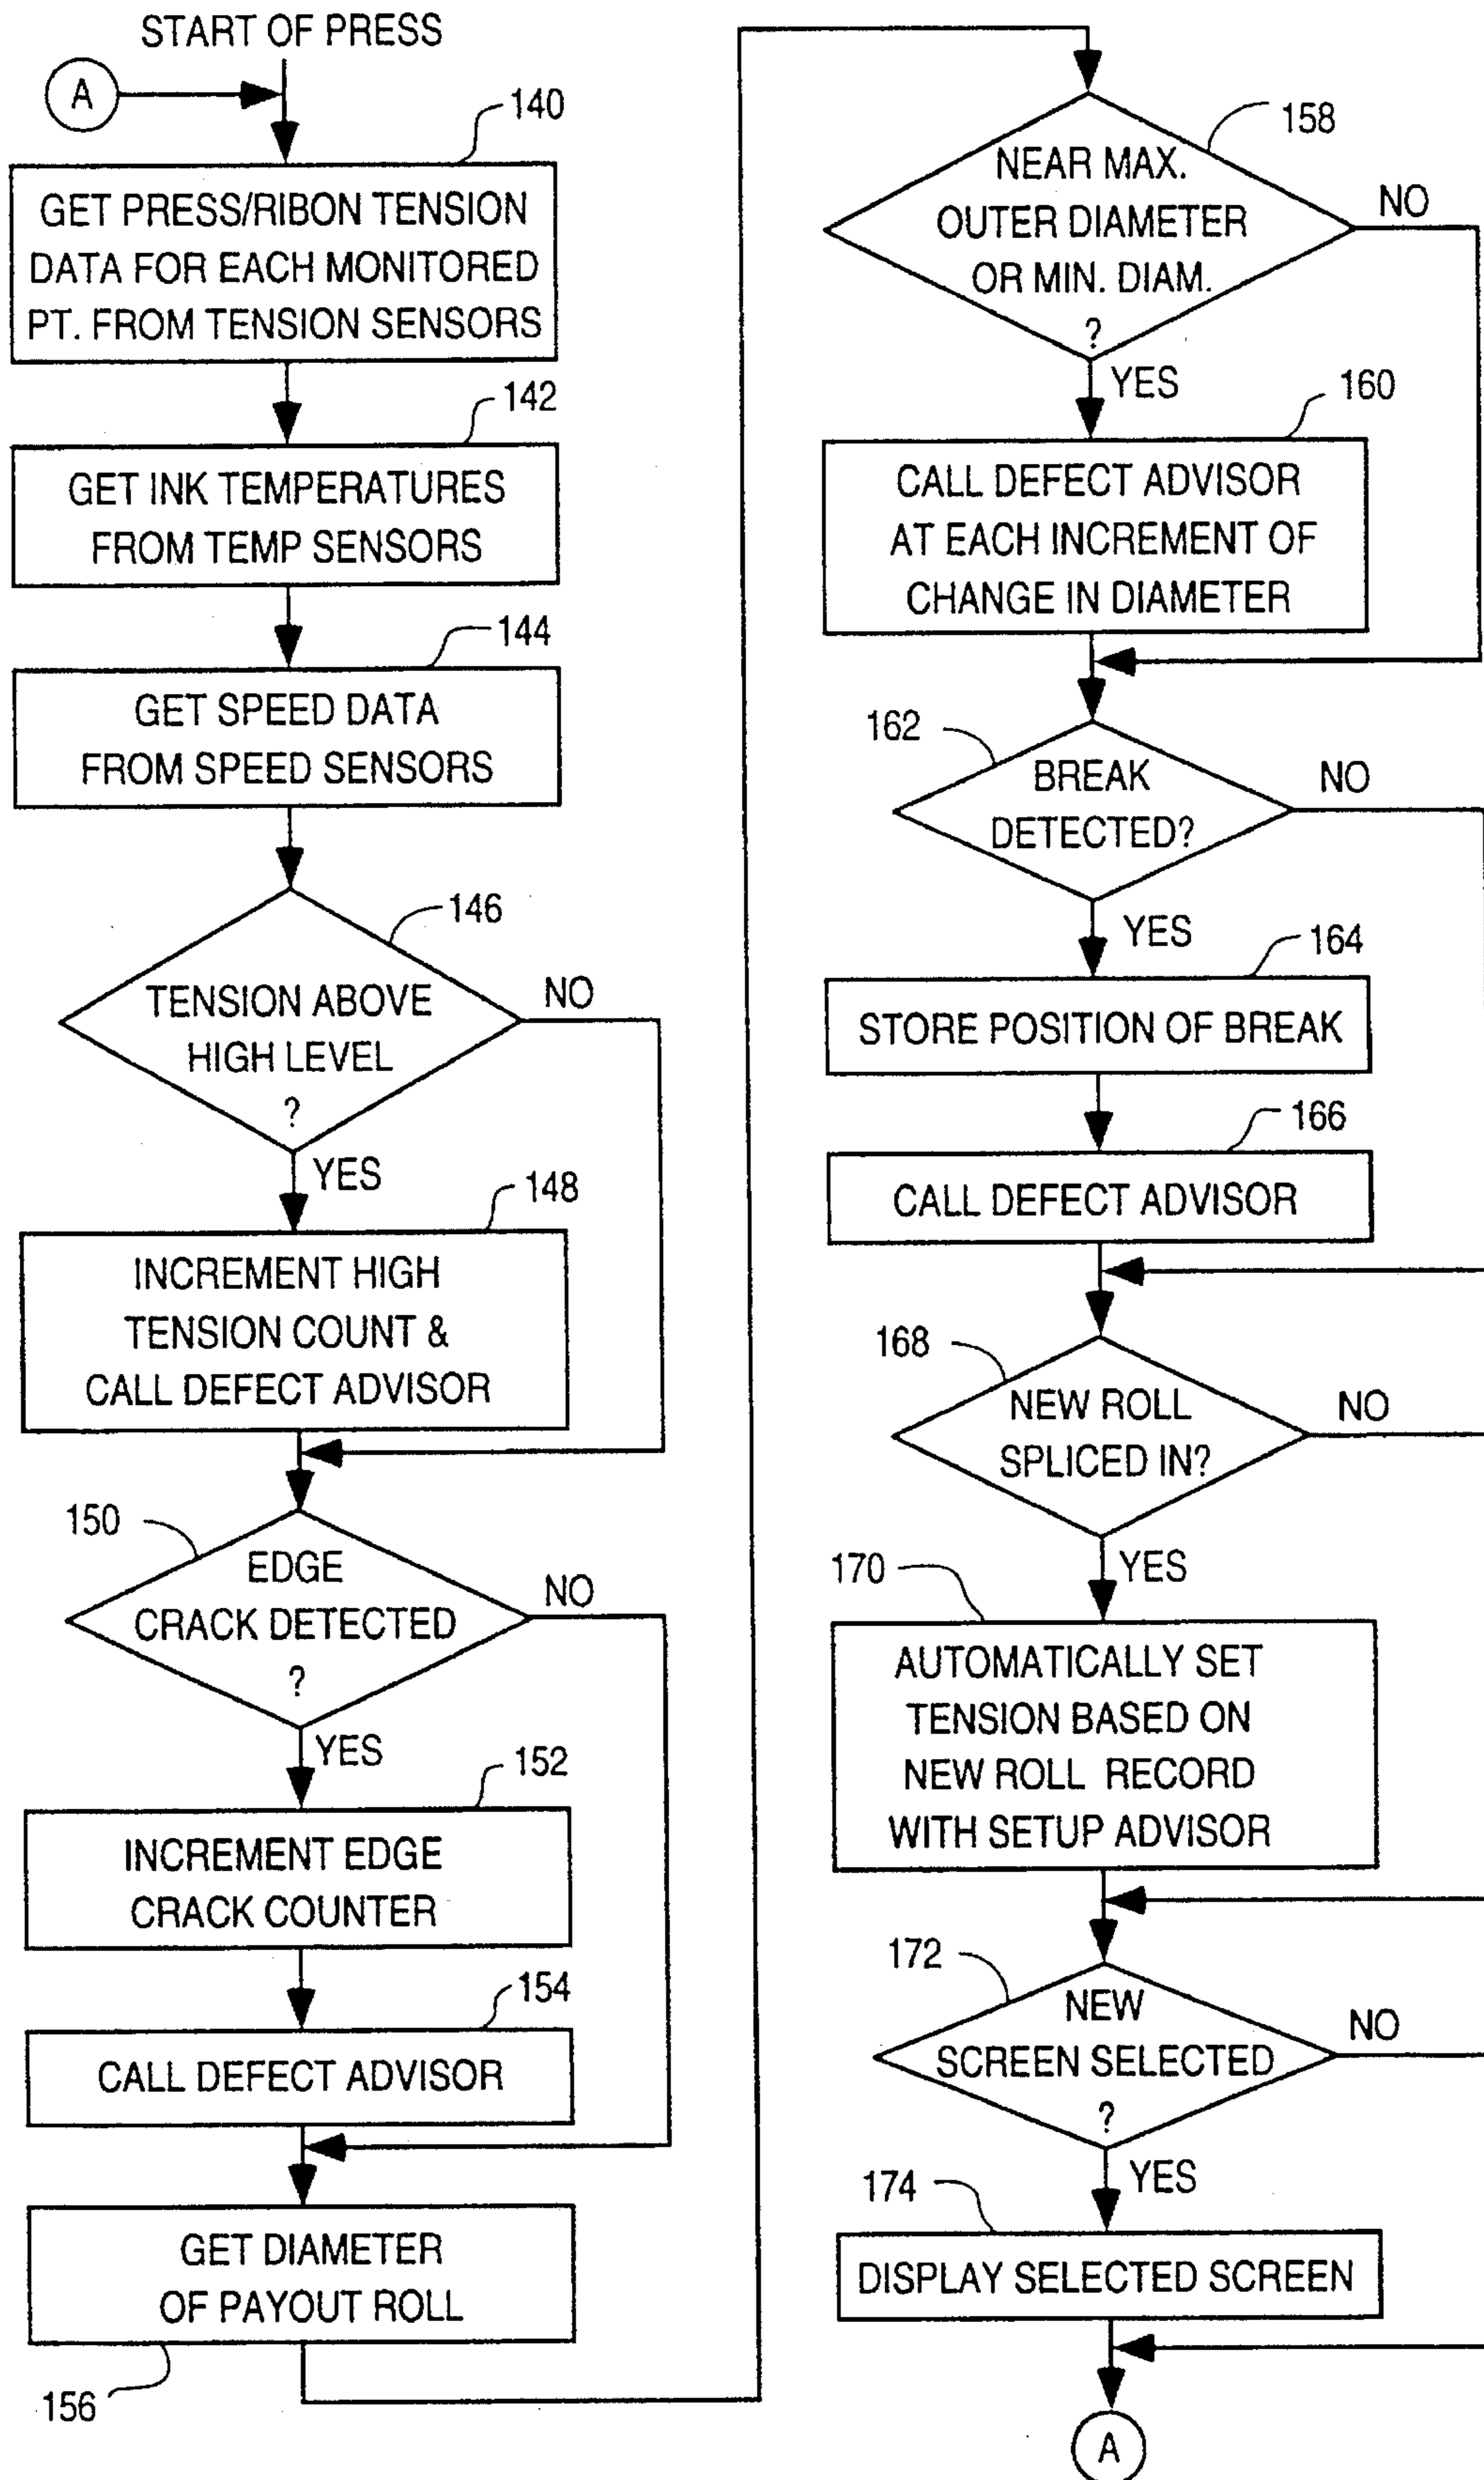 START OF PRESS
A
140
GET PRESS/RIBON TENSION
DATA FOR EACH MONITORED
PT. FROM TENSION SENSORS
142
GET INK TEMPERATURES
FROM TEMP SENSORS
144
GET SPEED DATA
FROM SPEED SENSORS
146
TENSION ABOVE
HIGH LEVEL
?
NO
YES
148
INCREMENT HIGH
TENSION COUNT &
CALL DEFECT ADVISOR
150
EDGE
CRACK DETECTED
?
NO
YES
152
INCREMENT EDGE
CRACK COUNTER
154
CALL DEFECT ADVISOR
GET DIAMETER
OF PAYOUT ROLL
156
158
NEAR MAX.
OUTER DIAMETER
OR MIN. DIAM.
?
NO
YES
160
CALL DEFECT ADVISOR
AT EACH INCREMENT OF
CHANGE IN DIAMETER
162
BREAK
DETECTED?
NO
YES
164
STORE POSITION OF BREAK
166
CALL DEFECT ADVISOR
168
NEW ROLL
SPLICED IN?
NO
YES
170
AUTOMATICALLY SET
TENSION BASED ON
NEW ROLL RECORD
WITH SETUP ADVISOR
172
NEW
SCREEN SELECTED
?
NO
YES
174
DISPLAY SELECTED SCREEN
A